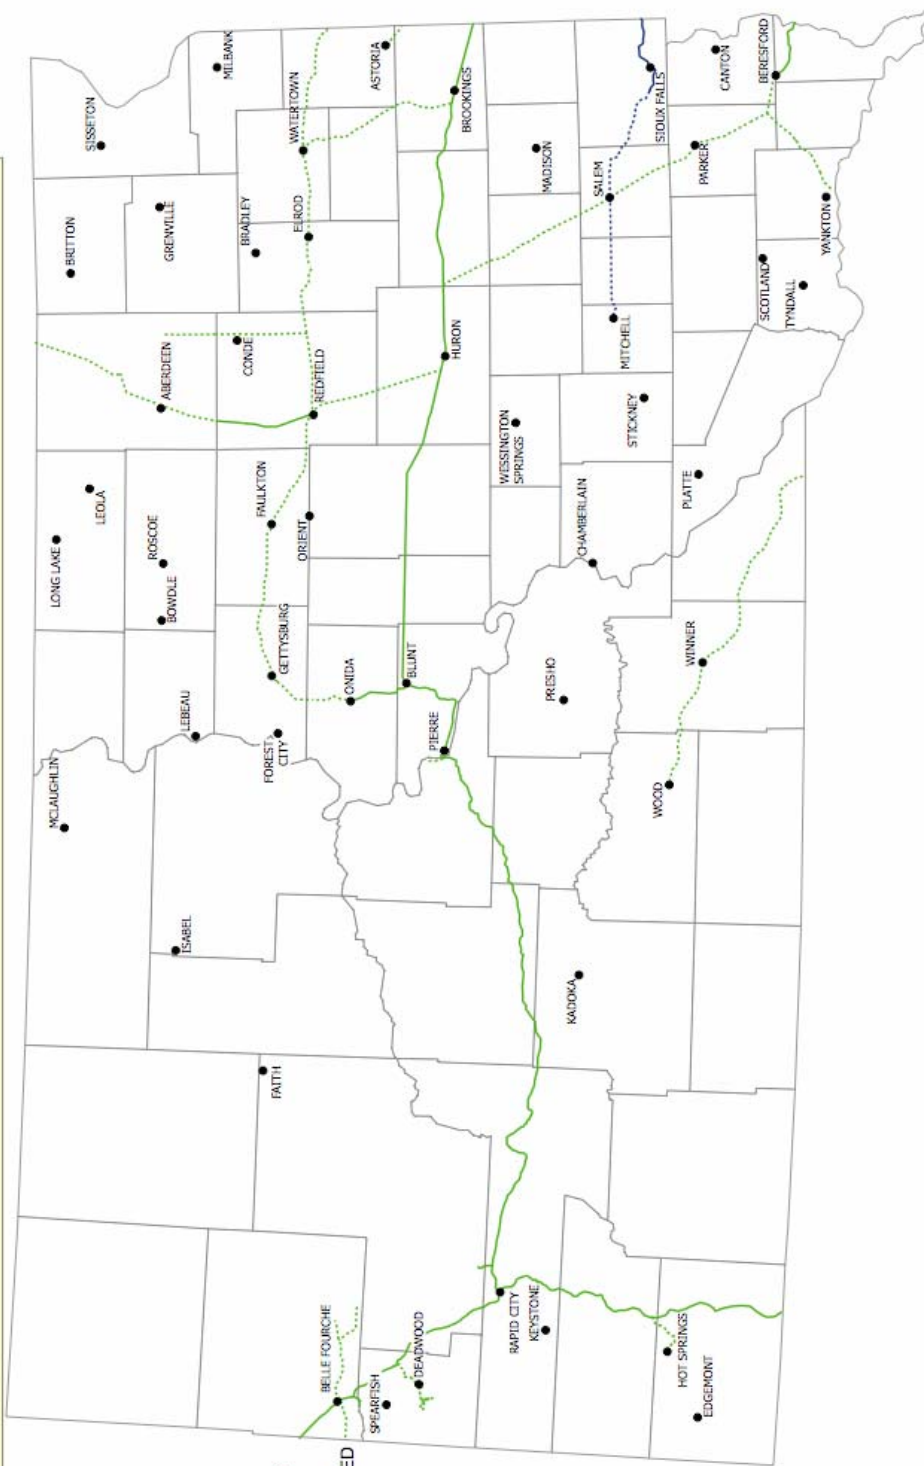 MCLAUGHLIN
LONG LAKE
LEOLA
BRITTON
SISSETON
ISABEL
LEBEAU
BOWDLE
ROSCOE
ABERDEEN
GRENVILLE
MILBANK
FAITH
FOREST
CITY
GETTYSBURG
FAULKTON
ORIENT
CONDE
BRADLEY
REDFIELD
ELROD
WATERTOWN
ED
BELLE FOURCHE
ONIDA
ASTORIA
SPEARFISH
DEADWOOD
BLUNT
PIERRE
HURON
BROOKINGS
RAPID CITY
KEYSTONE
PRESHO
WESSINGTON
SPRINGS
MADISON
KADOKA
CHAMBERLAIN
MITCHELL
SALEM
SIOUX FALLS
STICKNEY
HOT SPRINGS
EDGEMONT
WOOD
WINNER
PLATTE
PARKER
CANTON
SCOTLAND
TYNDALL
BERESFORD
YANKTON